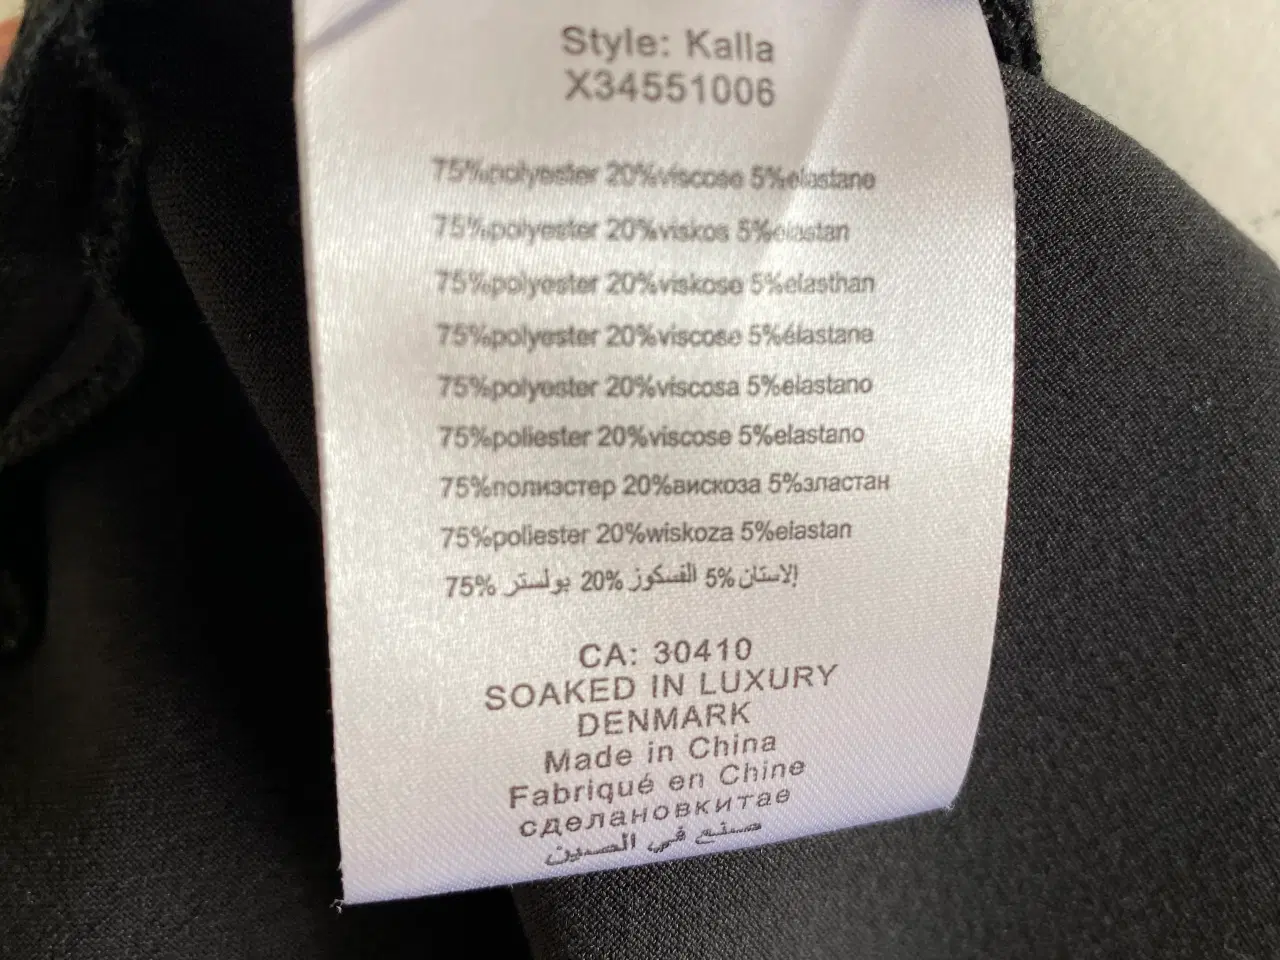 Style: Kalla
X34551006
75%polyester 20%viscose 5%elastane
75%polyester 20%viskos 5%elastan
75%polyester 20%viskose 5%elasthan
75%polyester 20%viscose 5%élastane
75%polyester 20%viscosa 5%elastano
75%poliester 20%viscose 5%elastano
75%полиэстер 20%вискоза 5%эластан
75%poliester 20%wiskoza 5%elastan
75% بولستر 20% الفسكوز 5% إلاستان
CA: 30410
SOAKED IN LUXURY
DENMARK
Made in China
Fabriqué en Chine
сделановкитае
صنع في الصين